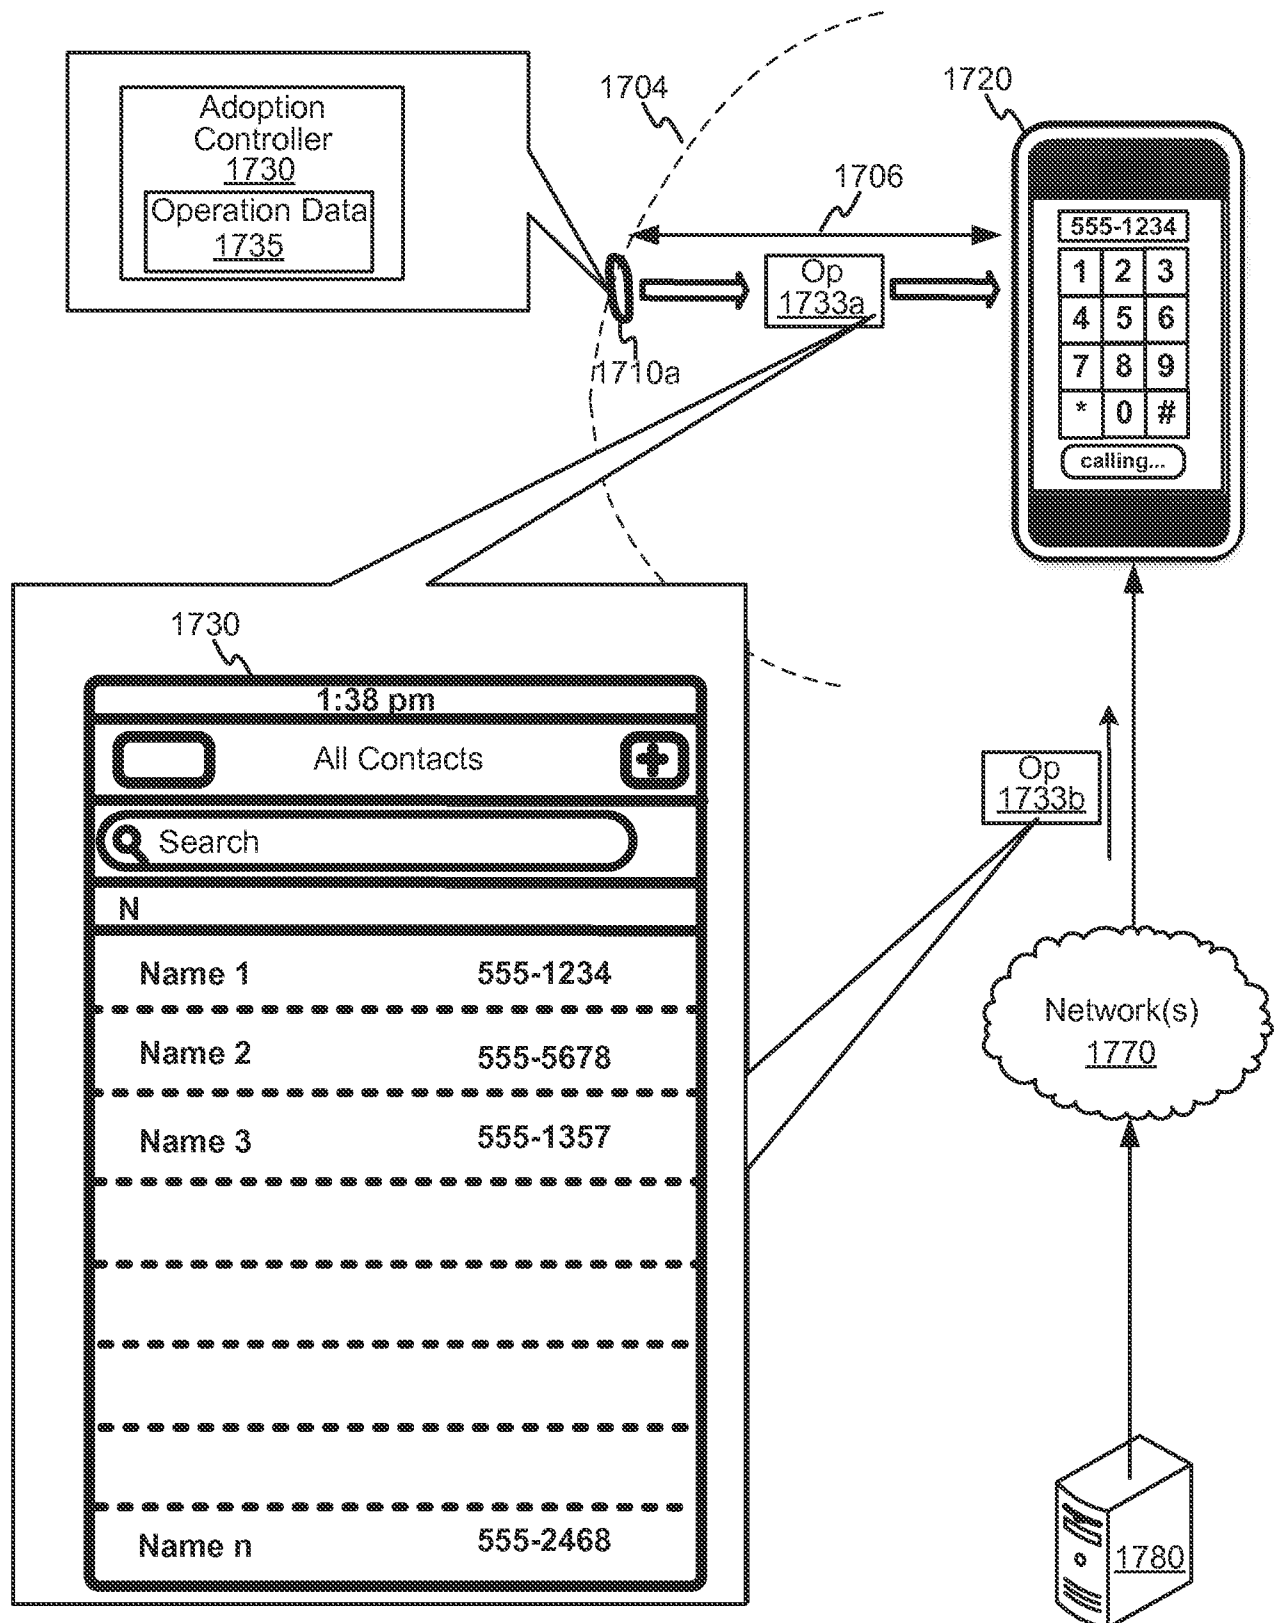 1704
1720
Adoption
Controller
1730
Operation Data
1735
1706
Op
1733a
1710a
555-1234
1 2 3
4 5 6
7 8 9
* 0 #
calling...
1730
1:38 pm
All Contacts
+
Search
N
Name 1 555-1234
Name 2 555-5678
Name 3 555-1357
Name n 555-2468
Op
1733b
Network(s)
1770
1780